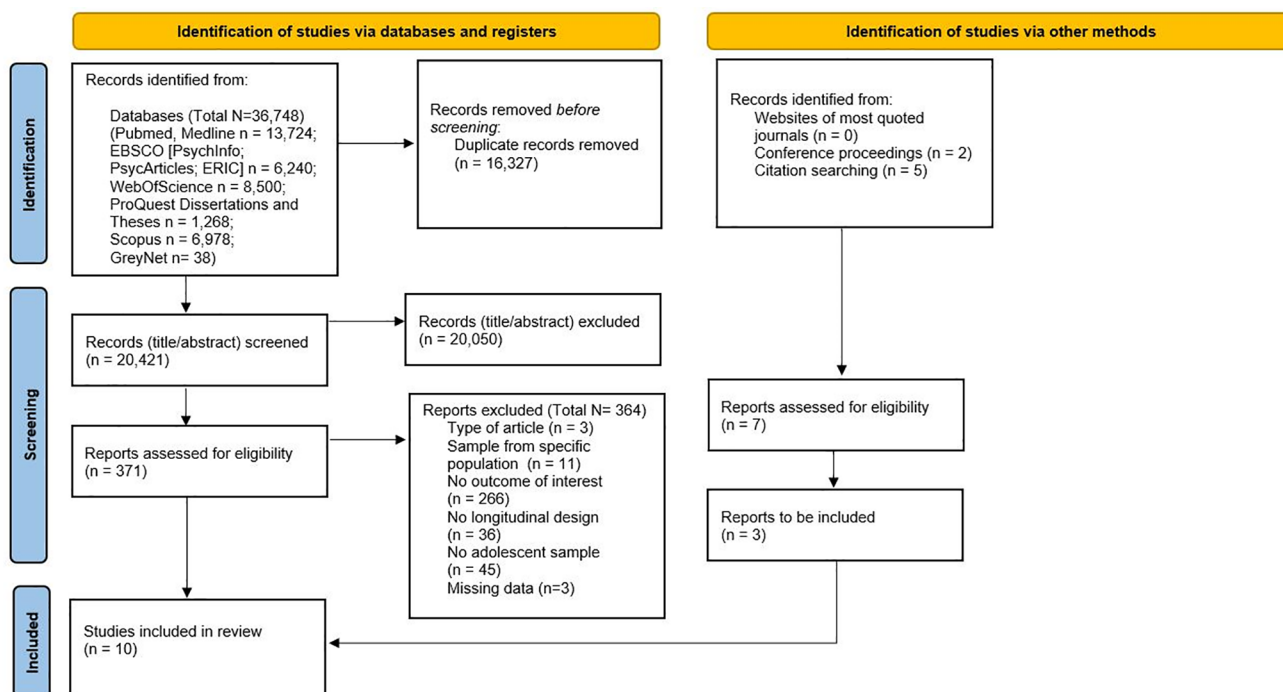 Identification of studies via databases and registers
Identification of studies via other methods
Identification
Records identified from:
Databases (Total N=36,748)
(Pubmed, Medline n = 13,724;
EBSCO [PsychInfo;
PsycArticles; ERIC] n = 6,240;
WebOfScience n = 8,500;
ProQuest Dissertations and
Theses n = 1,268;
Scopus n = 6,978;
GreyNet n= 38)
Records removed before
screening:
Duplicate records removed
(n = 16,327)
Records identified from:
Websites of most quoted
journals (n = 0)
Conference proceedings (n = 2)
Citation searching (n = 5)
Screening
Records (title/abstract) screened
(n = 20,421)
Records (title/abstract) excluded
(n = 20,050)
Reports assessed for eligibility
(n = 371)
Reports excluded (Total N= 364)
Type of article (n = 3)
Sample from specific
population (n = 11)
No outcome of interest
(n = 266)
No longitudinal design
(n = 36)
No adolescent sample
(n = 45)
Missing data (n=3)
Reports assessed for eligibility
(n = 7)
Reports to be included
(n = 3)
Included
Studies included in review
(n = 10)